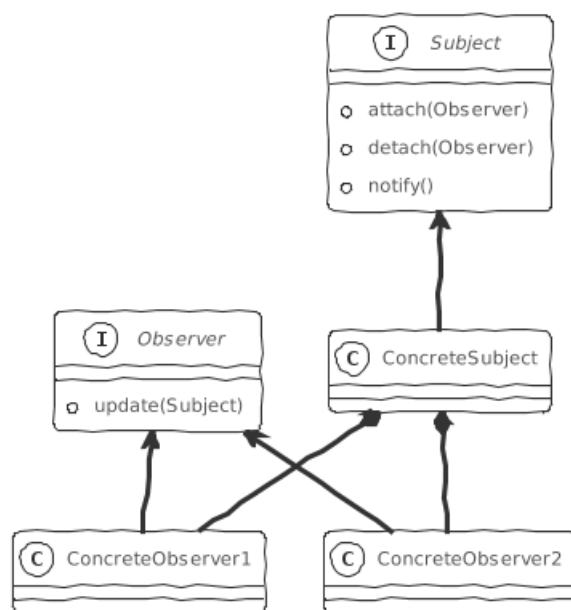 I Subject
attach(Observer)
detach(Observer)
notify()
I Observer
update(Subject)
C ConcreteSubject
C ConcreteObserver1
C ConcreteObserver2